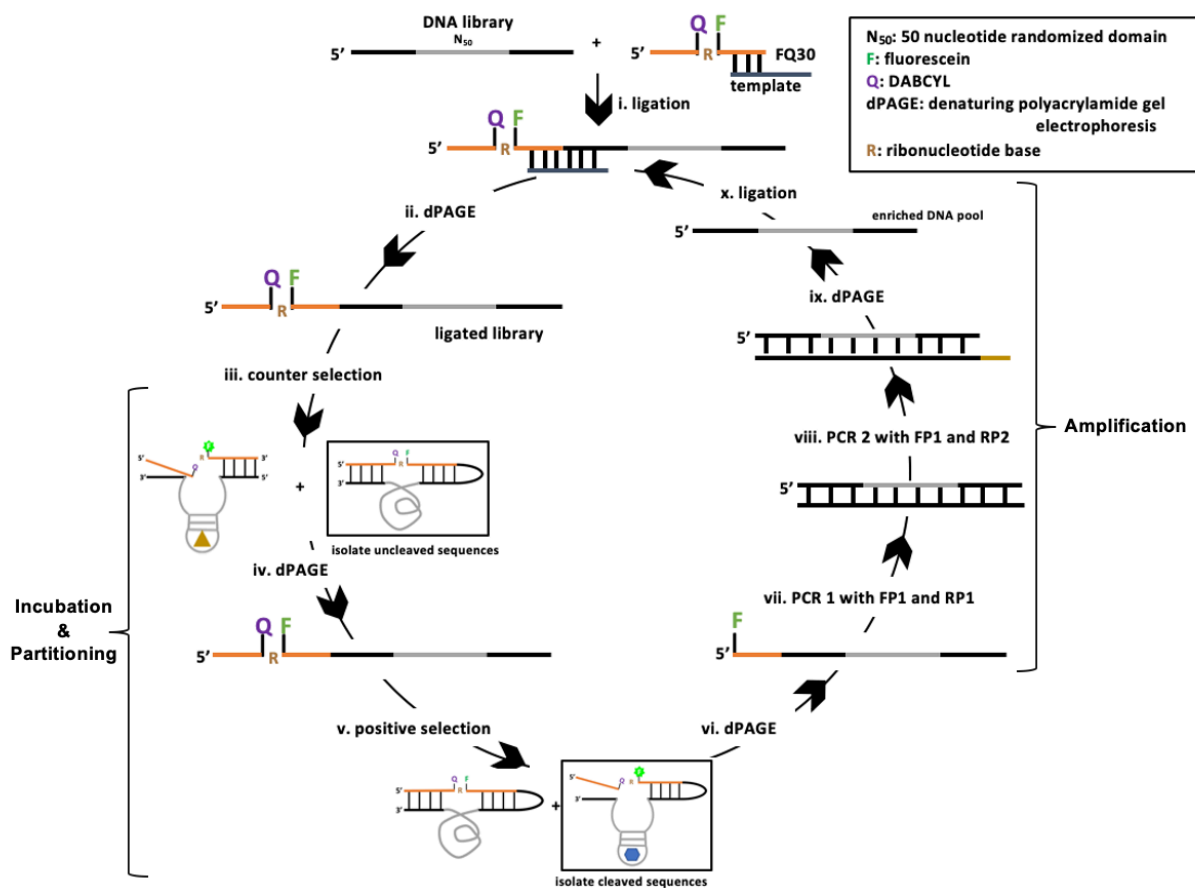 DNA library
N50
5’
+
Q F
R
FQ30
template
N50: 50 nucleotide randomized domain
F: fluorescein
Q: DABCYL
dPAGE: denaturing polyacrylamide gel
electrophoresis
R: ribonucleotide base
i. ligation
Q F
5’
R
x. ligation
ii. dPAGE
enriched DNA pool
5’
Q F
5’
R
ligated library
ix. dPAGE
5’
iii. counter selection
Amplification
viii. PCR 2 with FP1 and RP2
F
5’ R 3’
Q
3’ 5’
+
Q F
5’ R
3’
isolate uncleaved sequences
5’
iv. dPAGE
vii. PCR 1 with FP1 and RP1
Incubation
&
Partitioning
Q F
5’
R
F
5’
v. positive selection
vi. dPAGE
Q F
5’ R
3’
+
F
5’ Q R
3’
isolate cleaved sequences